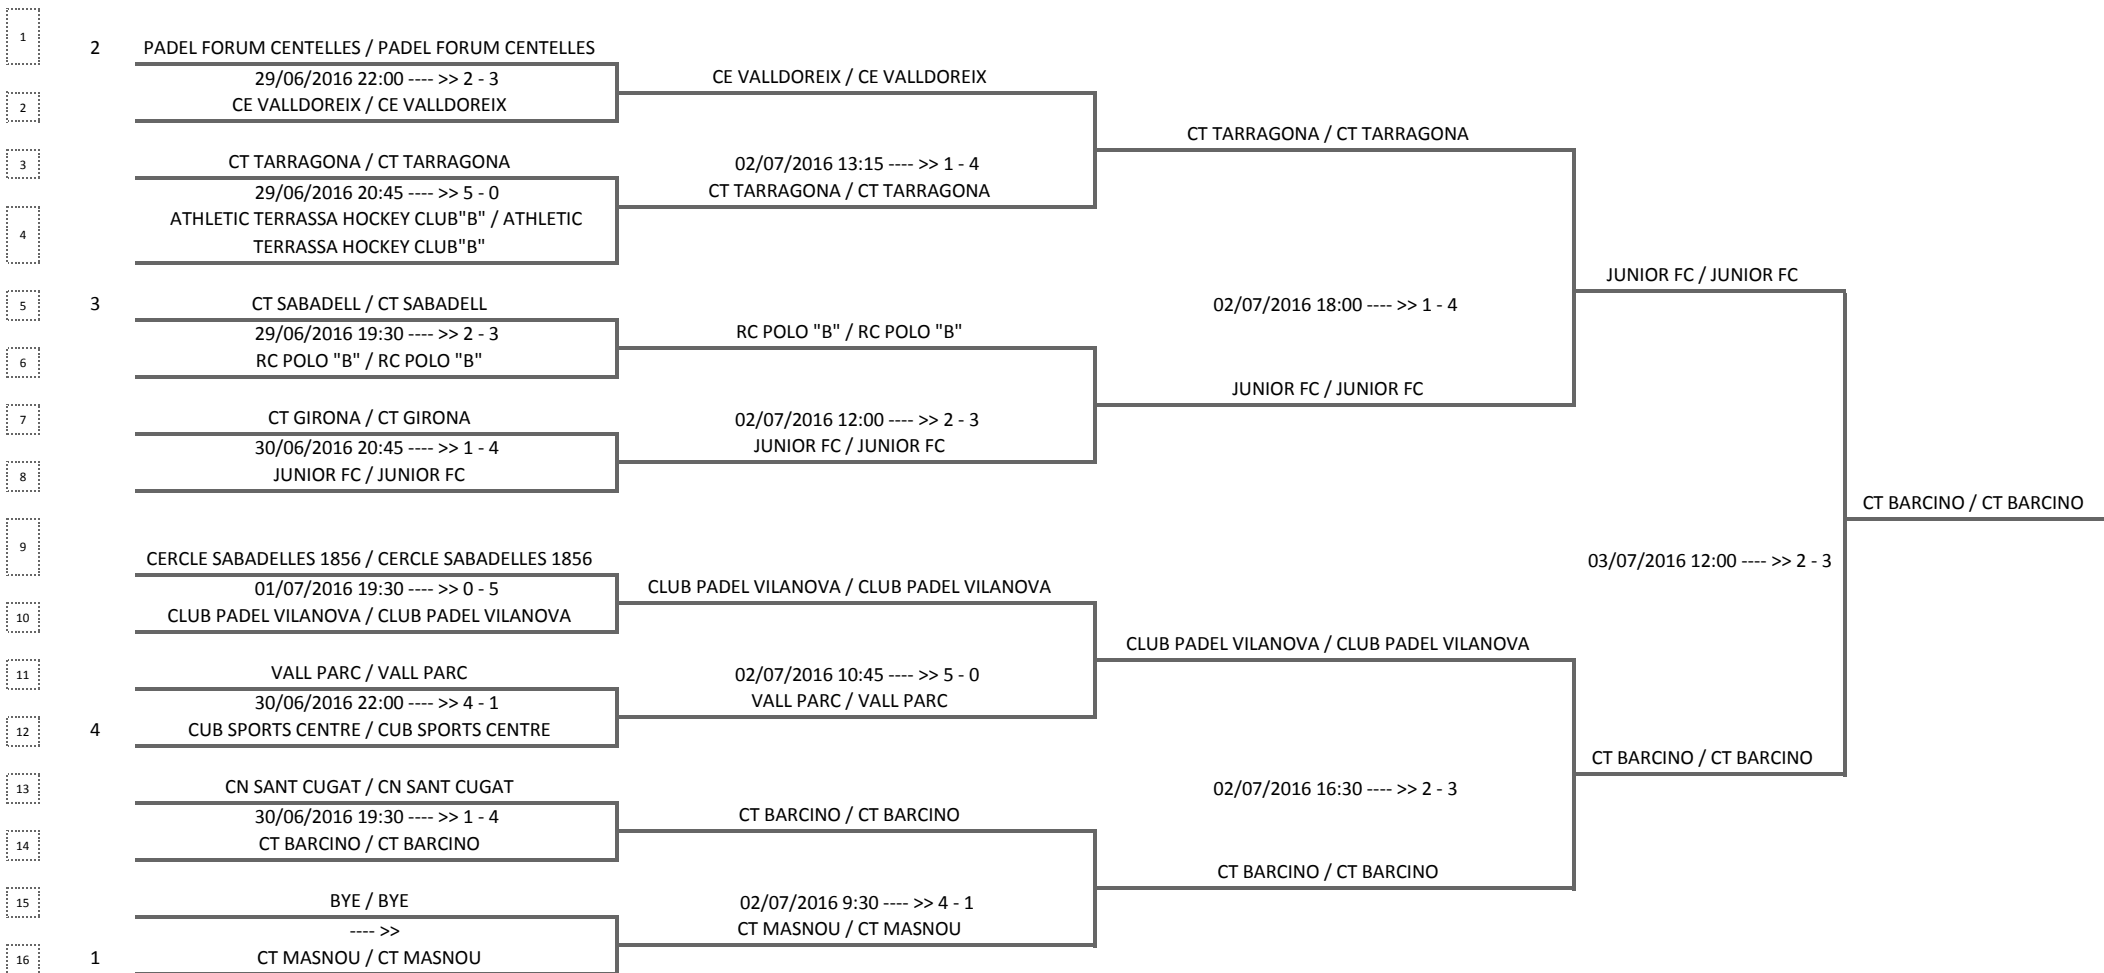 1
2 PADEL FORUM CENTELLES / PADEL FORUM CENTELLES
29/06/2016 22:00 ---- >> 2 - 3
2
CE VALLDOREIX / CE VALLDOREIX
3
CT TARRAGONA / CT TARRAGONA
29/06/2016 20:45 ---- >> 5 - 0
4
ATHLETIC TERRASSA HOCKEY CLUB"B" / ATHLETIC
TERRASSA HOCKEY CLUB"B"
5
3 CT SABADELL / CT SABADELL
29/06/2016 19:30 ---- >> 2 - 3
6
RC POLO "B" / RC POLO "B"
7
CT GIRONA / CT GIRONA
30/06/2016 20:45 ---- >> 1 - 4
8
JUNIOR FC / JUNIOR FC
9
CERCLE SABADELLES 1856 / CERCLE SABADELLES 1856
01/07/2016 19:30 ---- >> 0 - 5
10
CLUB PADEL VILANOVA / CLUB PADEL VILANOVA
11
VALL PARC / VALL PARC
30/06/2016 22:00 ---- >> 4 - 1
12
4 CUB SPORTS CENTRE / CUB SPORTS CENTRE
13
CN SANT CUGAT / CN SANT CUGAT
30/06/2016 19:30 ---- >> 1 - 4
14
CT BARCINO / CT BARCINO
15
BYE / BYE
---- >>
16
1 CT MASNOU / CT MASNOU
CE VALLDOREIX / CE VALLDOREIX
02/07/2016 13:15 ---- >> 1 - 4
CT TARRAGONA / CT TARRAGONA
RC POLO "B" / RC POLO "B"
02/07/2016 12:00 ---- >> 2 - 3
JUNIOR FC / JUNIOR FC
CLUB PADEL VILANOVA / CLUB PADEL VILANOVA
02/07/2016 10:45 ---- >> 5 - 0
VALL PARC / VALL PARC
CT BARCINO / CT BARCINO
02/07/2016 9:30 ---- >> 4 - 1
CT MASNOU / CT MASNOU
CT TARRAGONA / CT TARRAGONA
02/07/2016 18:00 ---- >> 1 - 4
JUNIOR FC / JUNIOR FC
CLUB PADEL VILANOVA / CLUB PADEL VILANOVA
02/07/2016 16:30 ---- >> 2 - 3
CT BARCINO / CT BARCINO
JUNIOR FC / JUNIOR FC
03/07/2016 12:00 ---- >> 2 - 3
CT BARCINO / CT BARCINO
CT BARCINO / CT BARCINO